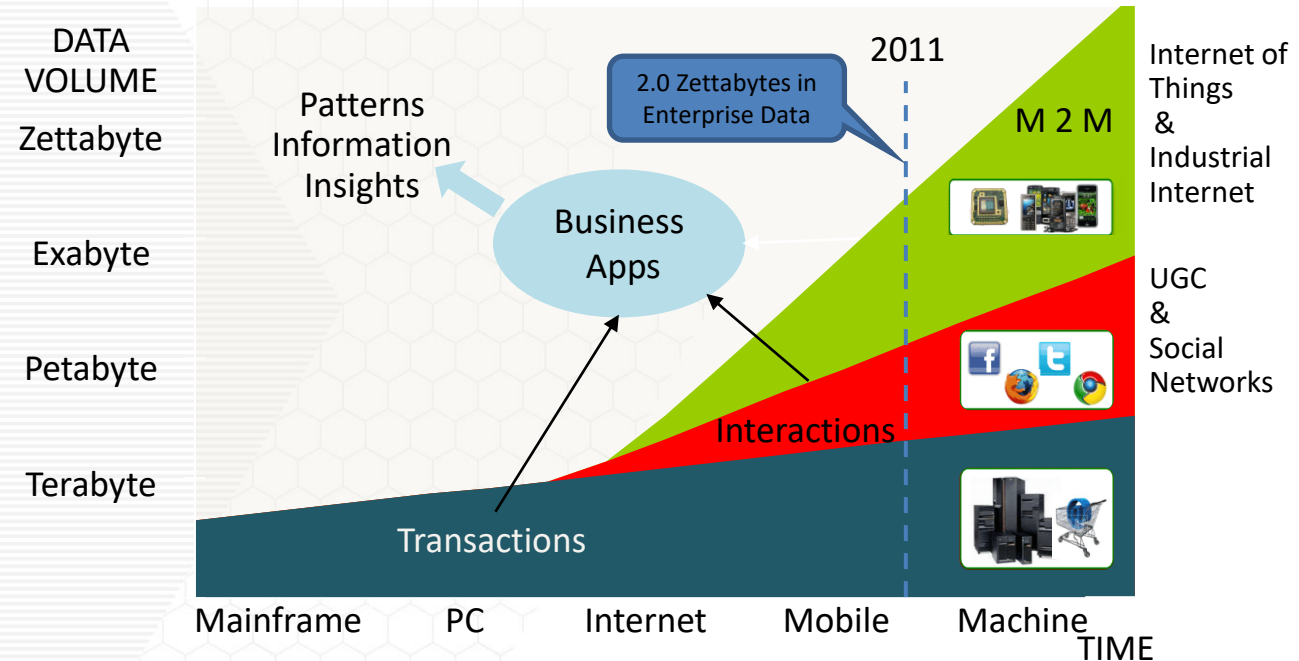 DATA
VOLUME
Zettabyte
Exabyte
Petabyte
Terabyte
Patterns
Information
Insights
Business
Apps
2.0 Zettabytes in
Enterprise Data
2011
M 2 M
Interactions
Transactions
Internet of
Things
&
Industrial
Internet
UGC
&
Social
Networks
Mainframe
PC
Internet
Mobile
Machine
TIME